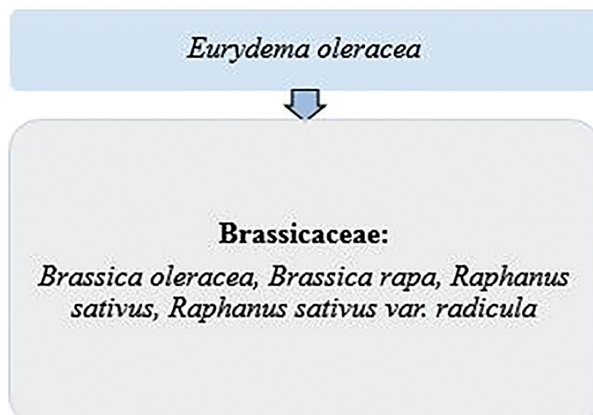 Eurydema oleracea
Brassicaceae:
Brassica oleracea, Brassica rapa, Raphanus
sativus, Raphanus sativus var. radicula